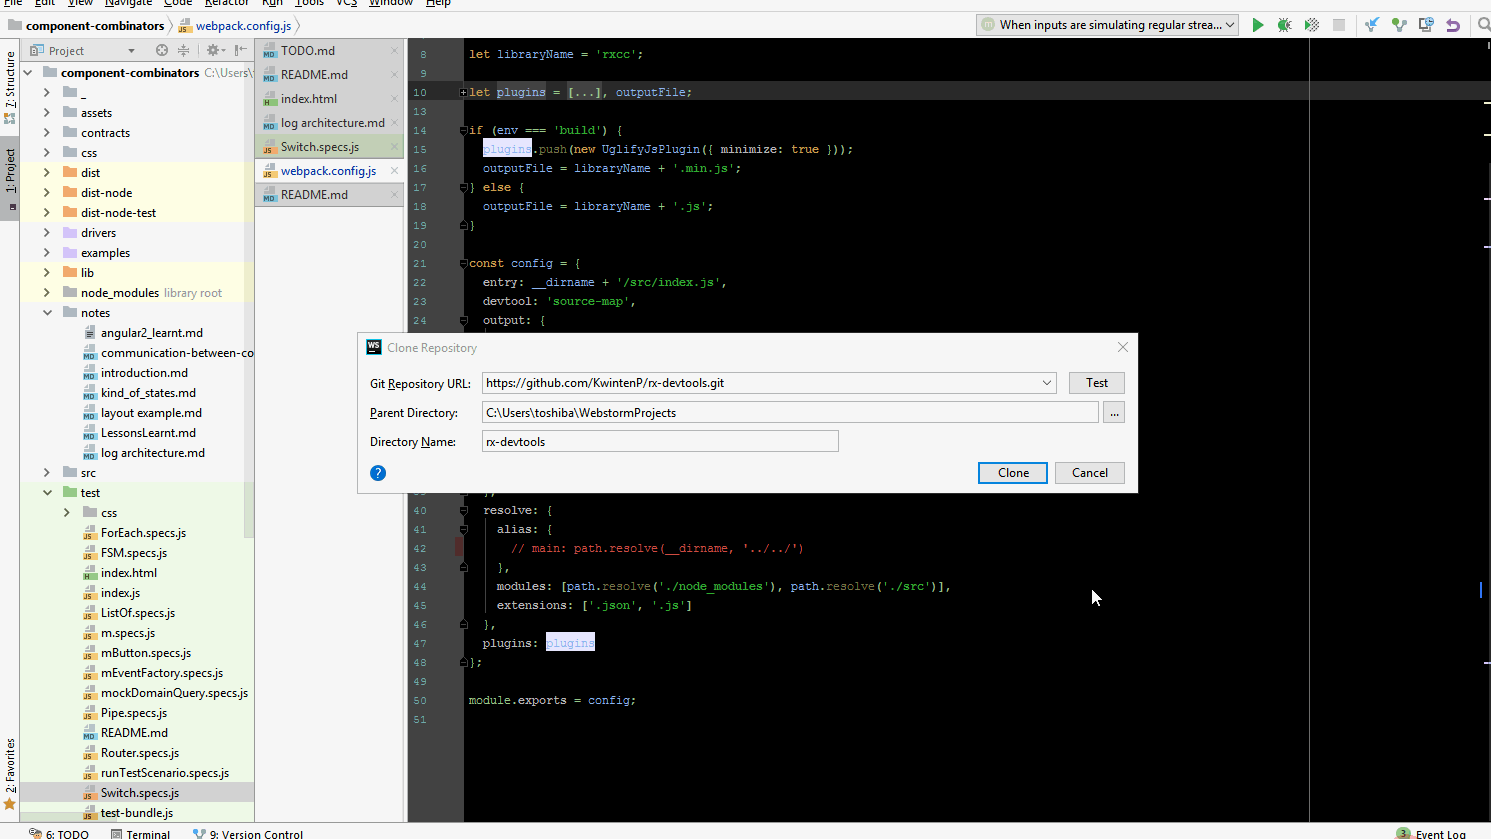 File Edit View Navigate Code Refactor Run Tools VCS Window Help
component-combinators webpack.config.js
When inputs are simulating regular strea...
Project
7: Structure
1: Project
2: Favorites
component-combinators C:\Users\
_
assets
contracts
css
dist
dist-node
dist-node-test
drivers
examples
lib
node_modules library root
notes
angular2_learnt.md
communication-between-co
introduction.md
kind_of_states.md
layout example.md
LessonsLearnt.md
log architecture.md
src
test
css
ForEach.specs.js
FSM.specs.js
index.html
index.js
ListOf.specs.js
m.specs.js
mButton.specs.js
mEventFactory.specs.js
mockDomainQuery.specs.js
Pipe.specs.js
README.md
Router.specs.js
runTestScenario.specs.js
Switch.specs.js
test-bundle.js
TODO.md
README.md
index.html
log architecture.md
Switch.specs.js
webpack.config.js
README.md
8 let libraryName = 'rxcc';
9
10 let plugins = [...], outputFile;
13
14 if (env === 'build') {
15 plugins.push(new UglifyJsPlugin({ minimize: true }));
16 outputFile = libraryName + '.min.js';
17 } else {
18 outputFile = libraryName + '.js';
19 }
20
21 const config = {
22 entry: __dirname + '/src/index.js',
23 devtool: 'source-map',
24 output: {
WS Clone Repository
Git Repository URL: https://github.com/KwintenP/rx-devtools.git Test
Parent Directory: C:\Users\toshiba\WebstormProjects ...
Directory Name: rx-devtools
? Clone Cancel
40 resolve: {
41 alias: {
42 // main: path.resolve(__dirname, '../../')
43 },
44 modules: [path.resolve('./node_modules'), path.resolve('./src')],
45 extensions: ['.json', '.js']
46 },
47 plugins: plugins
48 };
49
50 module.exports = config;
51
6: TODO Terminal 9: Version Control 3 Event Log